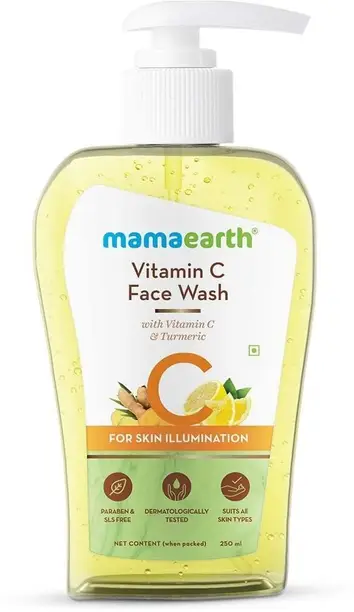 mamaearth®
Vitamin C
Face Wash
with Vitamin C
& Turmeric
C
FOR SKIN ILLUMINATION
PARABEN &
SLS FREE
DERMATOLOGICALLY
TESTED
SUITS All
SKIN TYPES
NET CONTENT (when packed) 250 ml